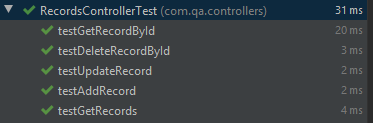 RecordsControllerTest (com.qa.controllers) 31 ms
testGetRecordById 20 ms
testDeleteRecordById 3 ms
testUpdateRecord 2 ms
testAddRecord 2 ms
testGetRecords 4 ms